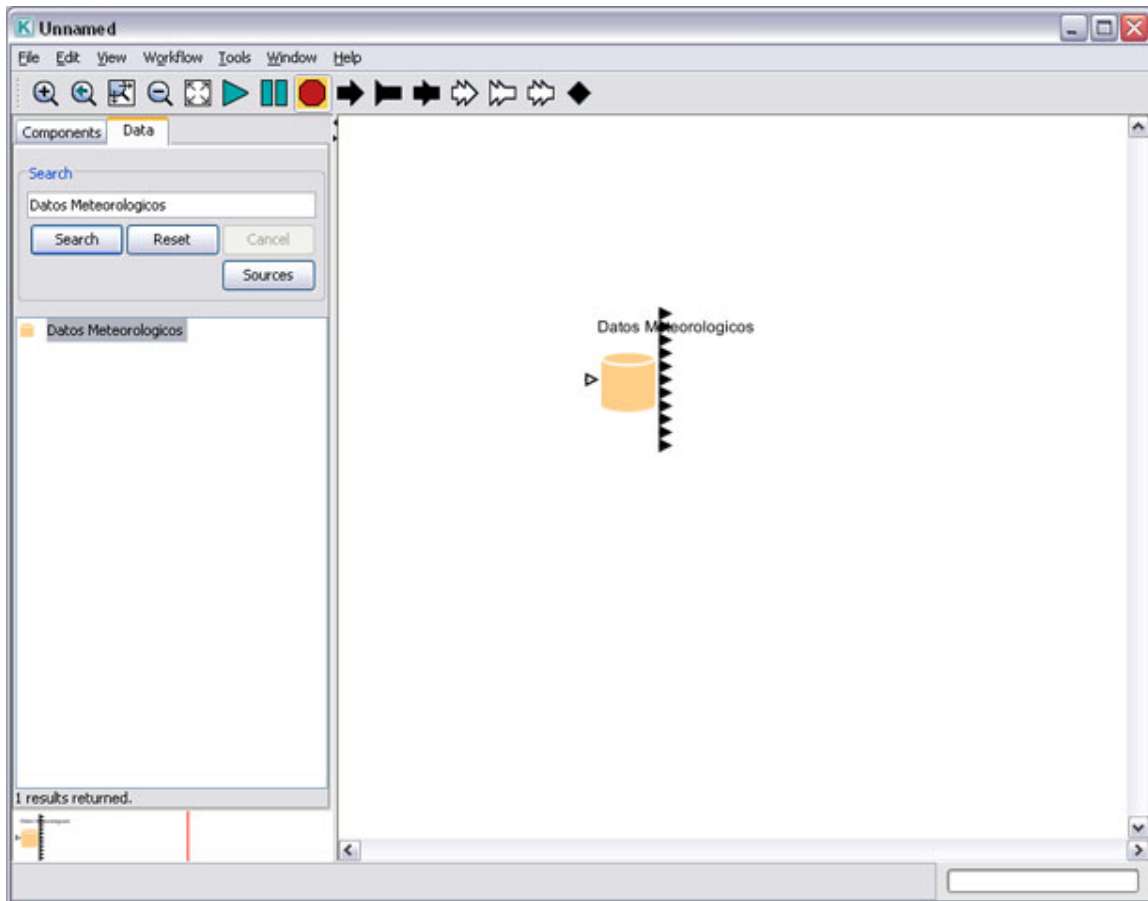 K Unnamed
File Edit View Workflow Tools Window Help
Components Data
Search
Datos Meteorologicos
Search Reset Cancel
Sources
Datos Meteorologicos
Datos Meteorologicos
1 results returned.